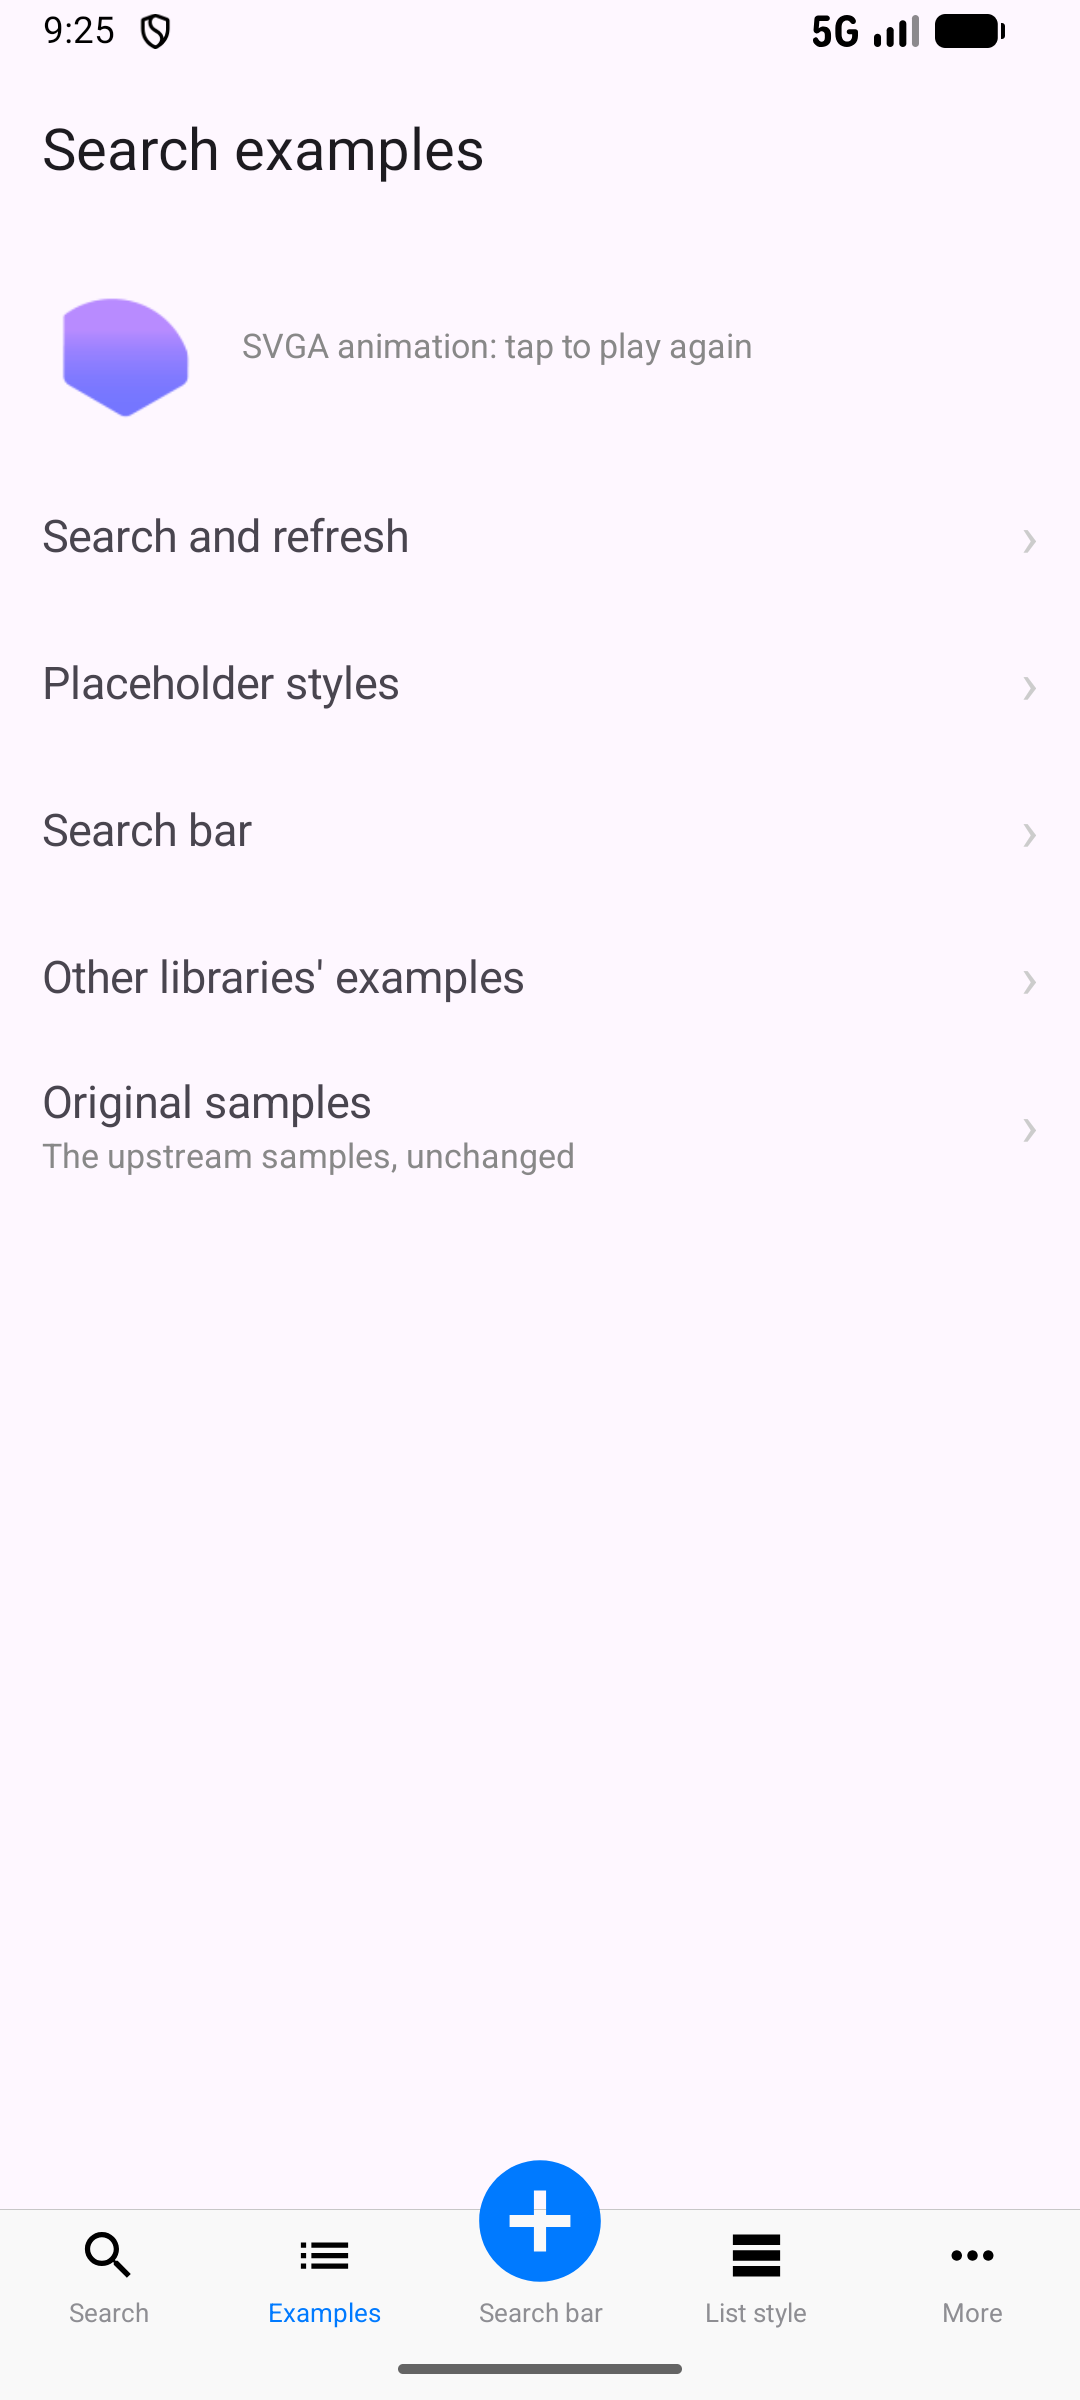 9:25
5G
Search examples
SVGA animation: tap to play again
Search and refresh
Placeholder styles
Search bar
Other libraries' examples
Original samples
The upstream samples, unchanged
Search
Examples
Search bar
List style
More